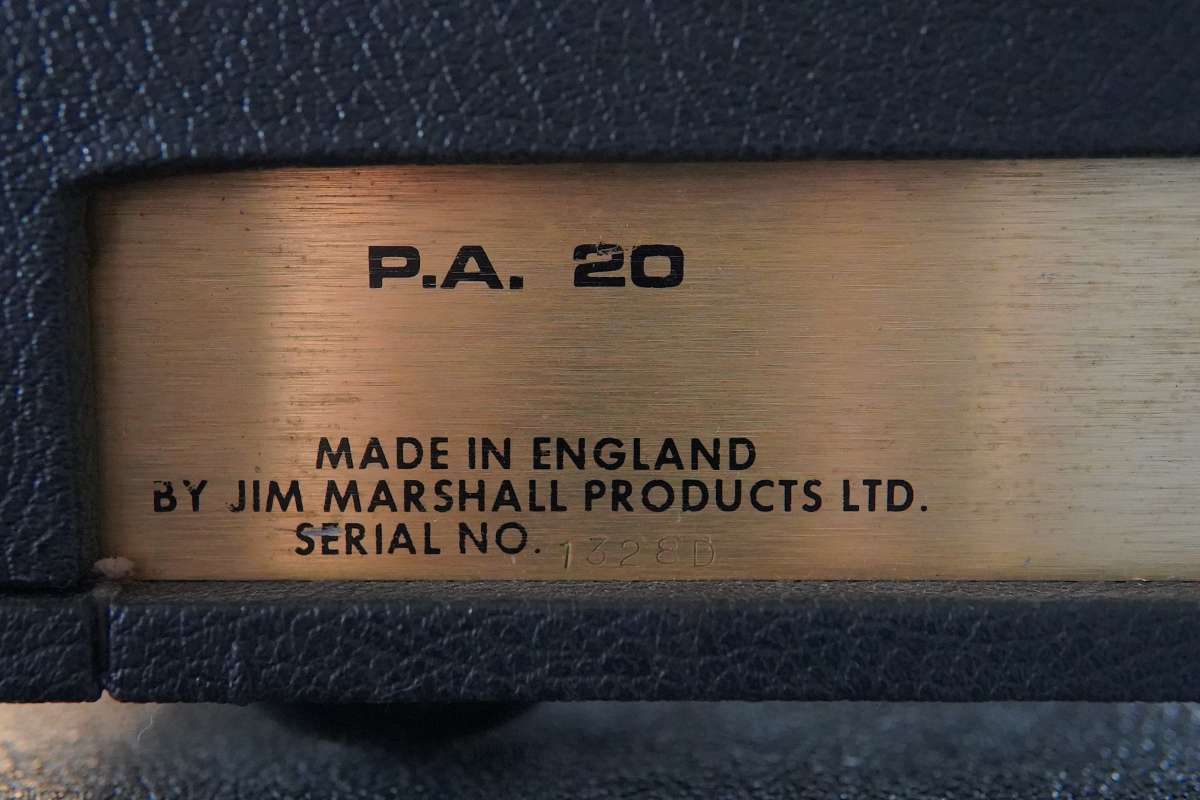 P.A. 20
MADE IN ENGLAND
BY JIM MARSHALL PRODUCTS LTD.
SERIAL NO. 1328D